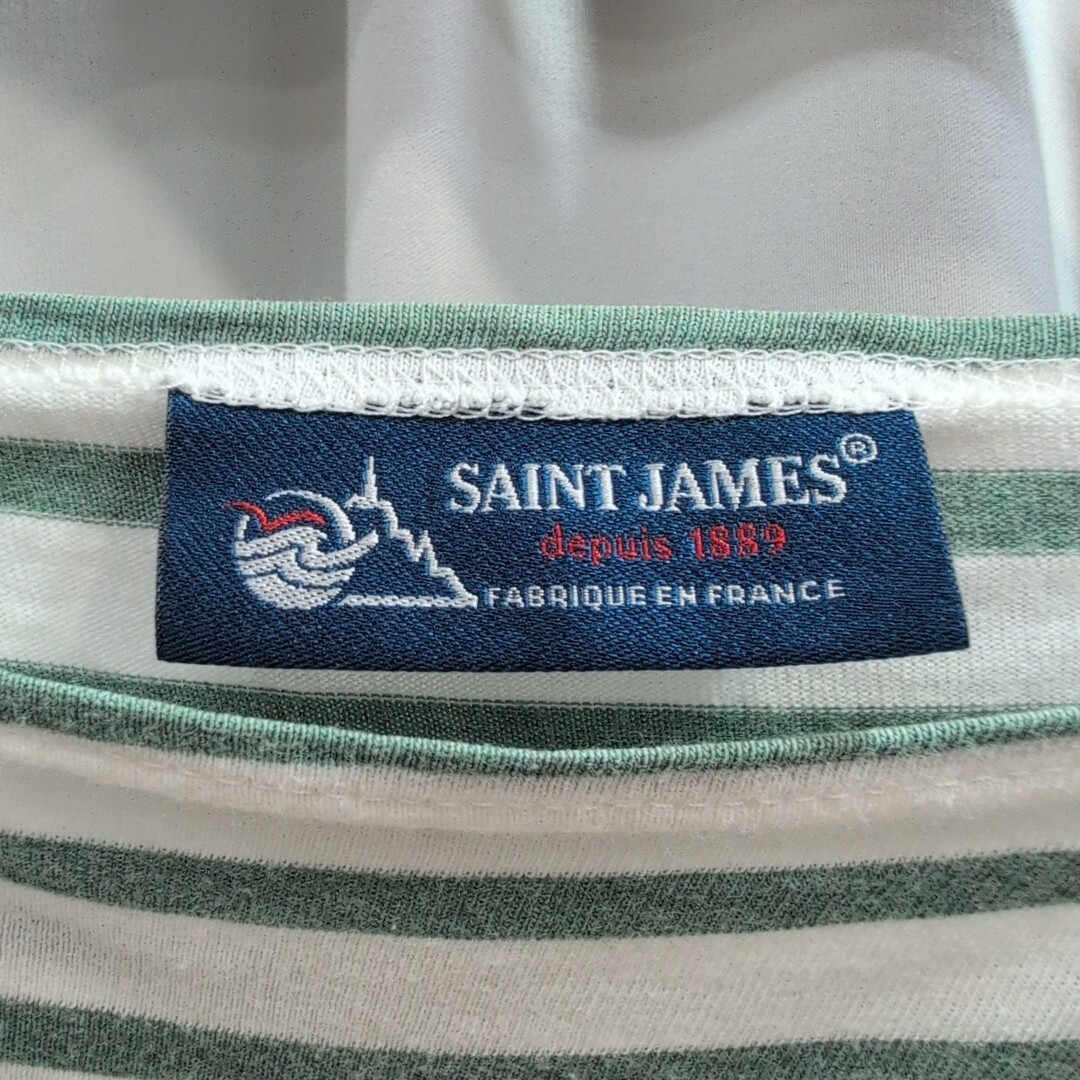 SAINT JAMES®
depuis 1889
FABRIQUE EN FRANCE